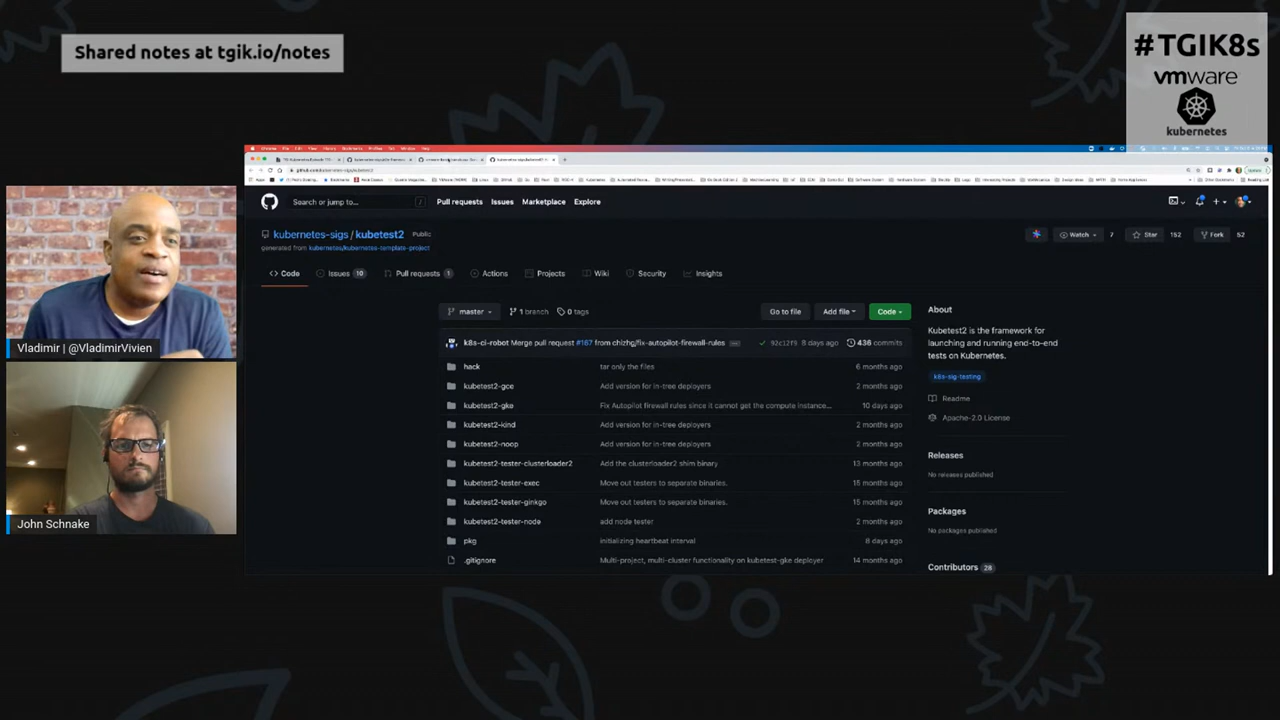 Shared notes at tgik.io/notes
#TGIK8s
vmware
kubernetes
Search or jump to...
/
Pull requests
Issues
Marketplace
Explore
kubernetes-sigs / kubetest2
Public
generated from kubernetes/kubernetes-template-project
Watch
7
Star
152
Fork
52
Code
Issues 10
Pull requests 1
Actions
Projects
Wiki
Security
Insights
master
1 branch
0 tags
Go to file
Add file
Code
k8s-ci-robot Merge pull request #167 from chizhg/fix-autopilot-firewall-rules
92c12f9 8 days ago
436 commits
hack
tar only the files
6 months ago
kubetest2-gce
Add version for in-tree deployers
2 months ago
kubetest2-gke
Fix Autopilot firewall rules since it cannot get the compute instance...
10 days ago
kubetest2-kind
Add version for in-tree deployers
2 months ago
kubetest2-noop
Add version for in-tree deployers
2 months ago
kubetest2-tester-clusterloader2
Add the clusterloader2 shim binary
13 months ago
kubetest2-tester-exec
Move out testers to separate binaries.
15 months ago
kubetest2-tester-ginkgo
Move out testers to separate binaries.
15 months ago
kubetest2-tester-node
add node tester
2 months ago
pkg
initializing heartbeat interval
8 days ago
.gitignore
Multi-project, multi-cluster functionality on kubetest-gke deployer
14 months ago
About
Kubetest2 is the framework for
launching and running end-to-end
tests on Kubernetes.
k8s-sig-testing
Readme
Apache-2.0 License
Releases
No releases published
Packages
No packages published
Contributors 28
Vladimir | @VladimirVivien
John Schnake